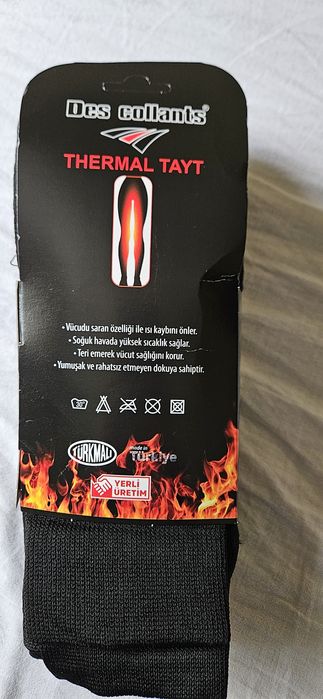 Des collants®
THERMAL TAYT
• Vücudu saran özelliği ile ısı kaybını önler.
• Soğuk havada yüksek sıcaklık sağlar.
• Teri emerek vücut sağlığını korur.
• Yumuşak ve rahatsız etmeyen dokuya sahiptir.
30°
TÜRKMALI
made in
Türkiye
YERLİ
ÜRETİM